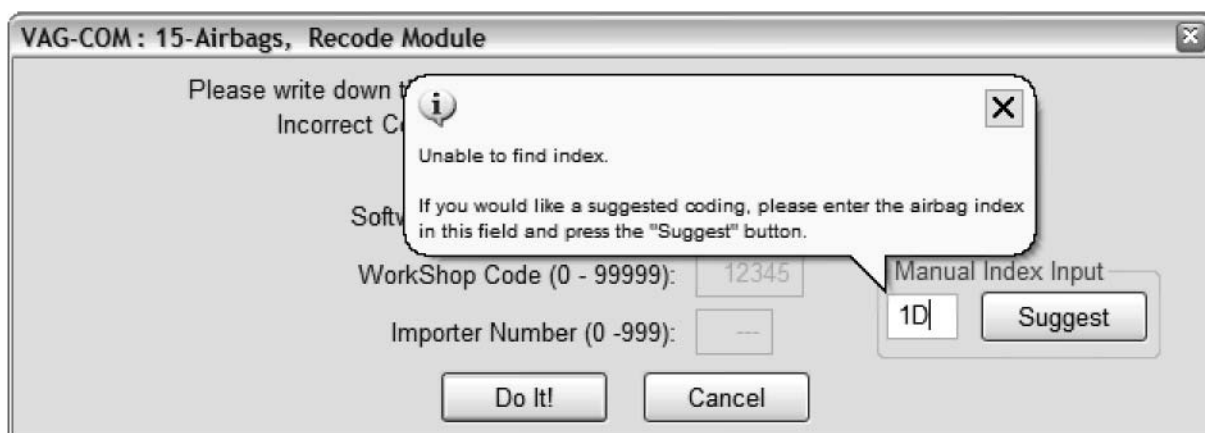 VAG-COM : 15-Airbags, Recode Module
Please write down
Incorrect
Unable to find index.
If you would like a suggested coding, please enter the airbag index
in this field and press the "Suggest" button.
WorkShop Code (0 - 99999): 12345
Manual Index Input
Importer Number (0 -999): ---
1D
Suggest
Do It!
Cancel